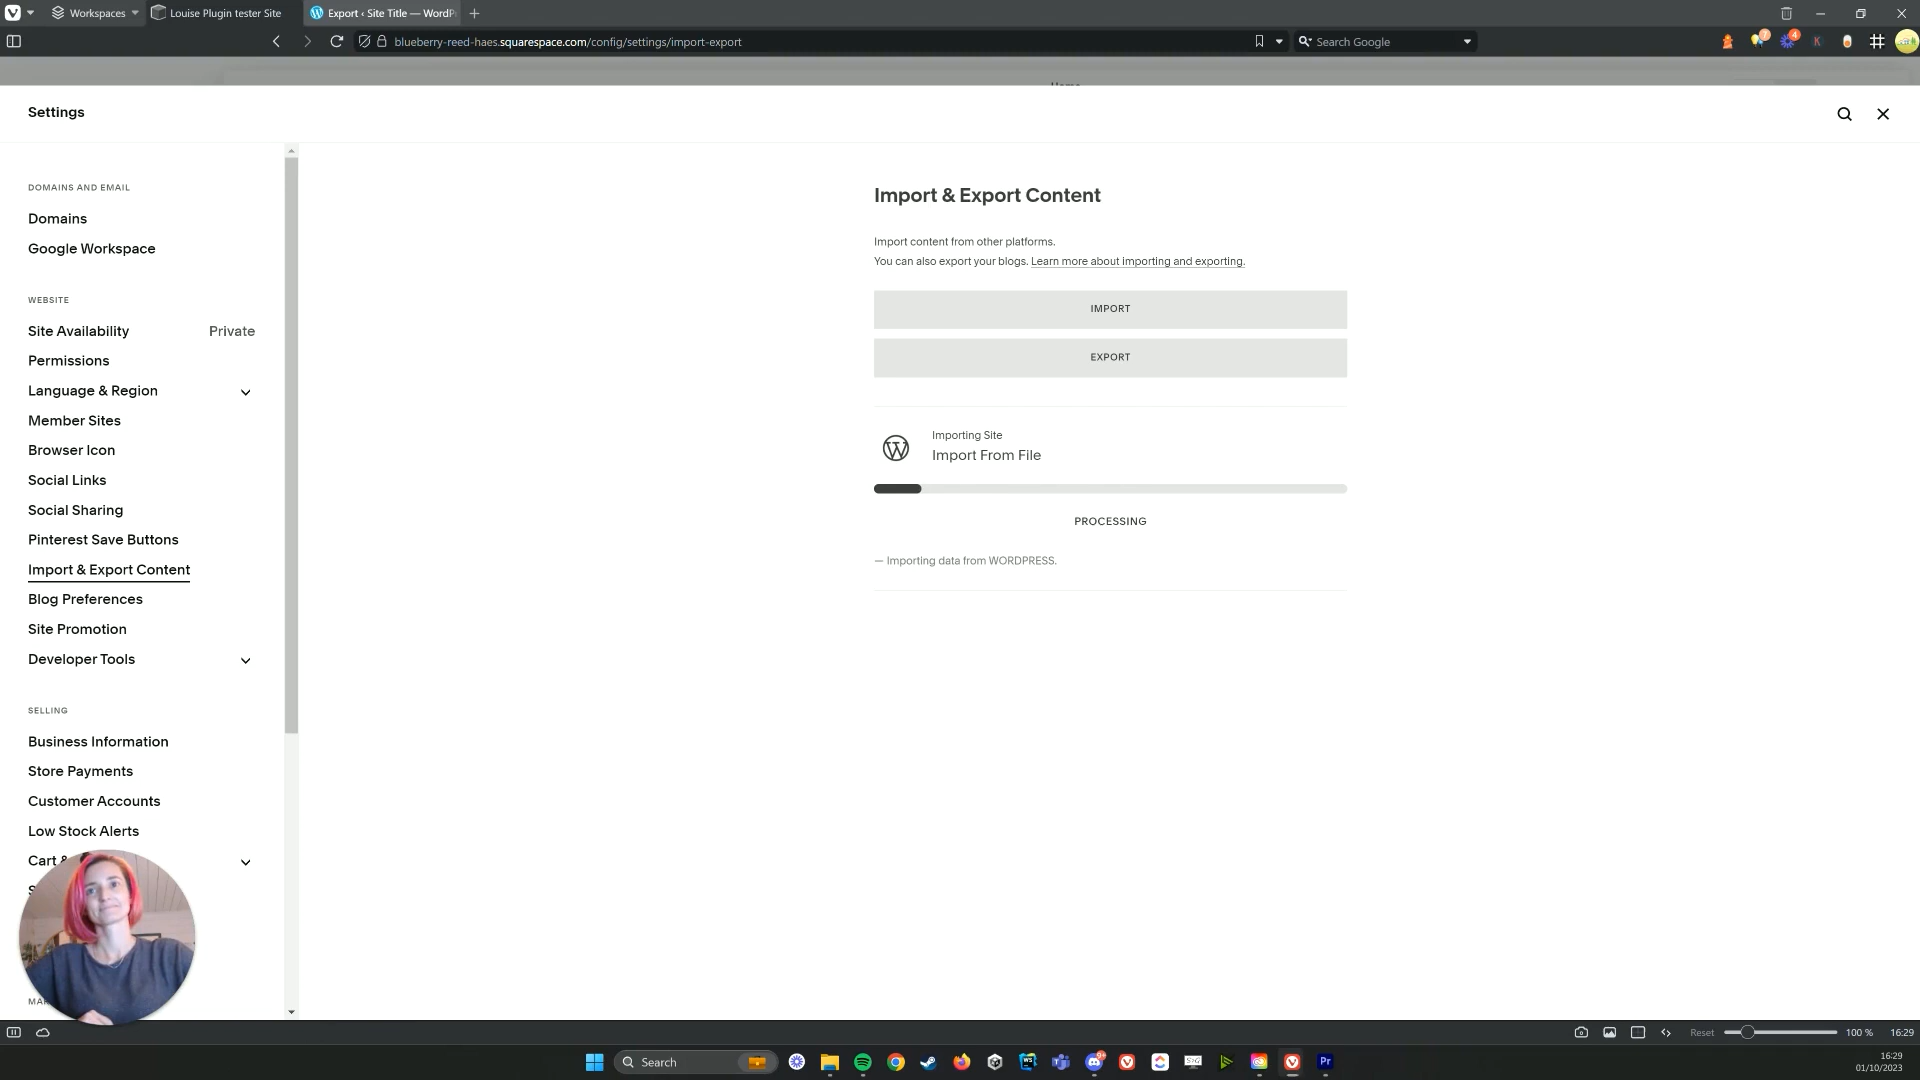 Workspaces
Louise Plugin tester Site
Export ‹ Site Title — WordP
blueberry-reed-haes.squarespace.com/config/settings/import-export
Search Google
7
4
Settings
DOMAINS AND EMAIL
Domains
Google Workspace
WEBSITE
Site Availability Private
Permissions
Language & Region
Member Sites
Browser Icon
Social Links
Social Sharing
Pinterest Save Buttons
Import & Export Content
Blog Preferences
Site Promotion
Developer Tools
SELLING
Business Information
Store Payments
Customer Accounts
Low Stock Alerts
Cart &
Import & Export Content
Import content from other platforms.
You can also export your blogs. Learn more about importing and exporting.
IMPORT
EXPORT
Importing Site
Import From File
PROCESSING
— Importing data from WORDPRESS.
Reset 100 % 16:29
Search
Pr
16:29
01/10/2023